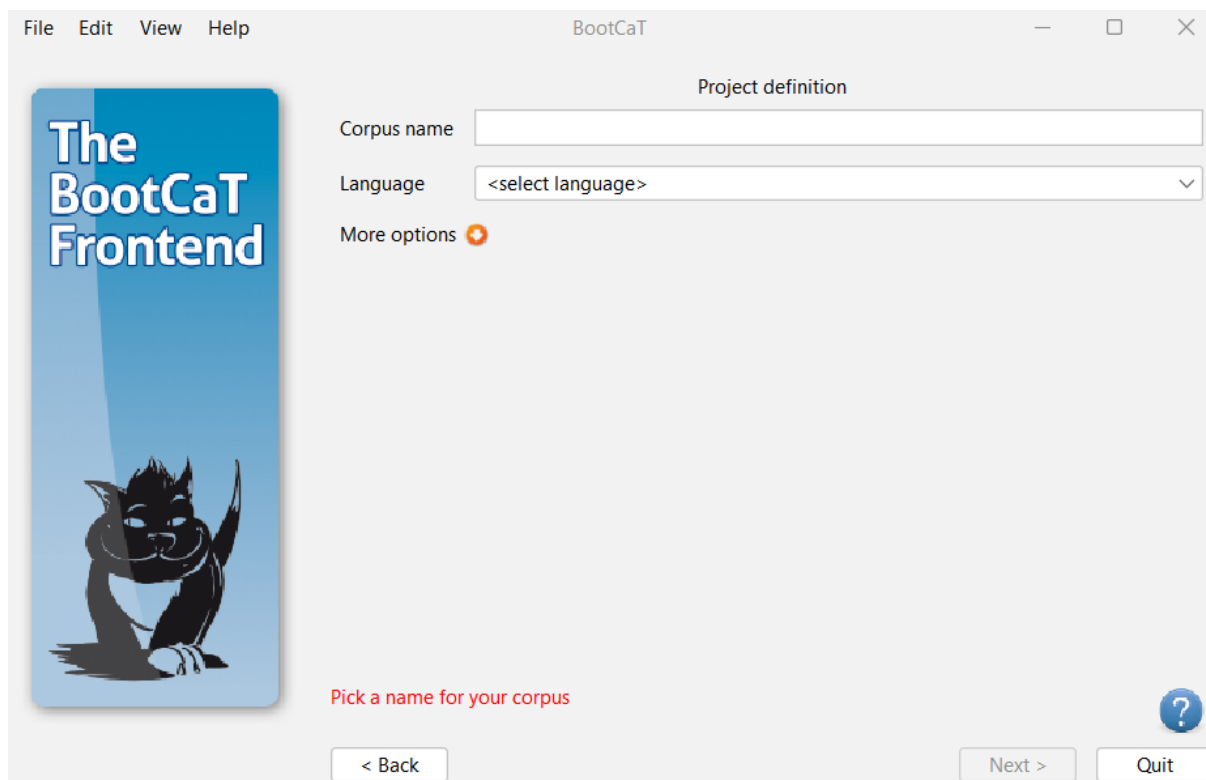 File Edit View Help
BootCaT
Project definition
The
BootCaT
Frontend
Corpus name
Language <select language>
More options
Pick a name for your corpus
?
< Back
Next >
Quit